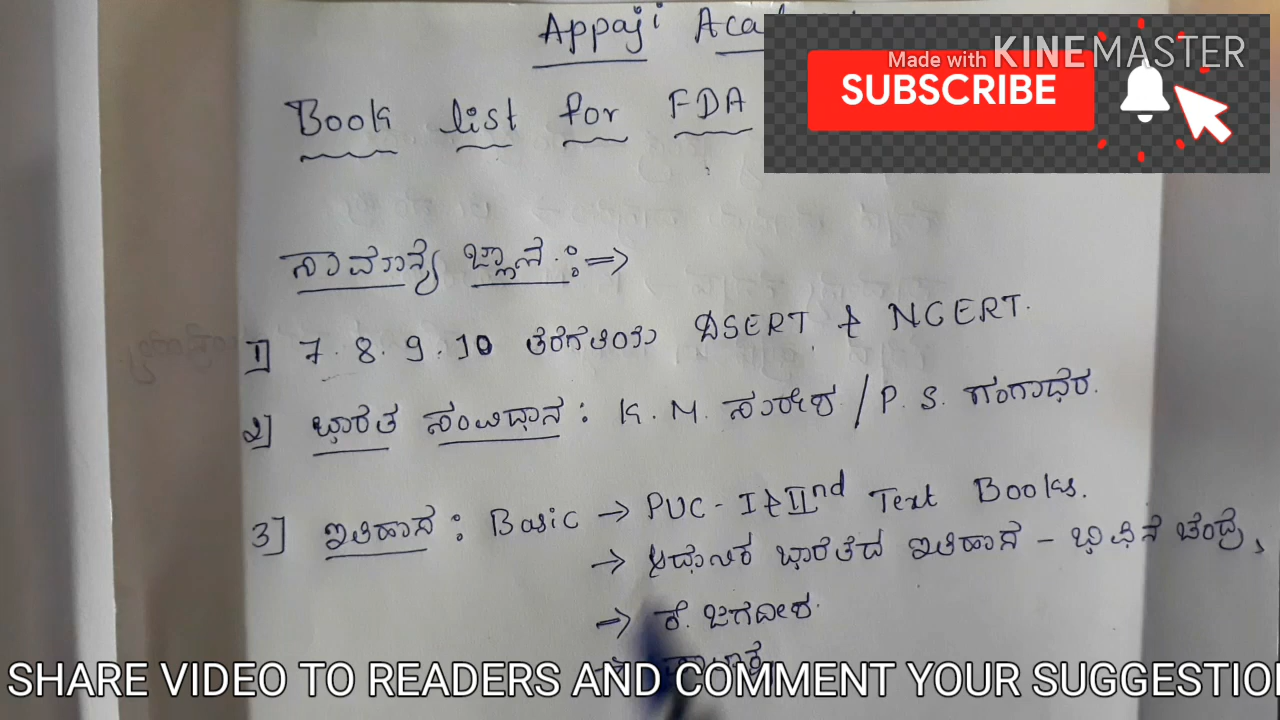 Appaji Aca
Made with KINEMASTER
SUBSCRIBE
Book list for FDA
ಸಾಮಾನ್ಯ ಜ್ಞಾನ : ⇒
1] 7. 8. 9. 10 ತರಗತಿಯ DSERT & NCERT.
2] ಭಾರತ ಸಂವಿಧಾನ : K. M. ಸುರೇಶ / P. S. ಗಂಗಾಧರ.
3] ಇತಿಹಾಸ : Basic → PUC - I & IInd Text Books.
→ ಆಧುನಿಕ ಭಾರತದ ಇತಿಹಾಸ - ಬಿಪಿನ ಚಂದ್ರ,
→ ಕೆ. ಜಗದೀಶ.
SHARE VIDEO TO READERS AND COMMENT YOUR SUGGESTIO